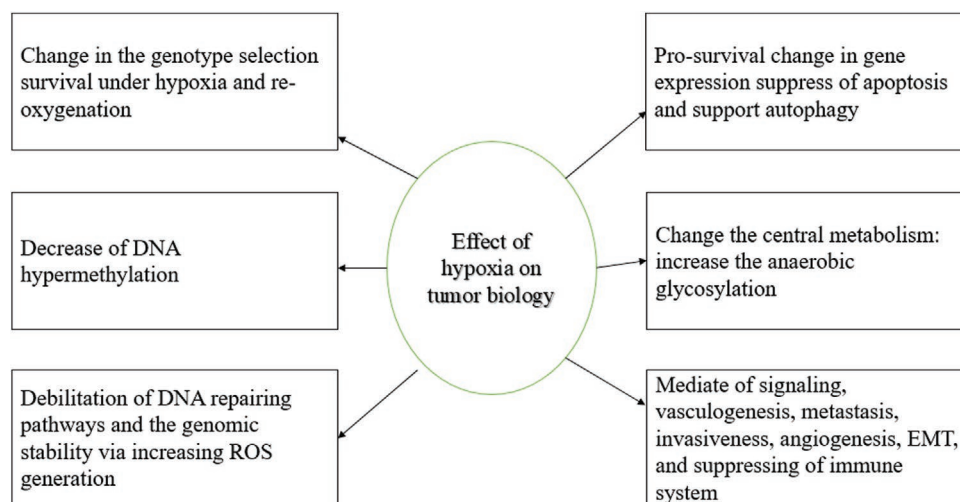 Change in the genotype selection
survival under hypoxia and re-
oxygenation
Pro-survival change in gene
expression suppress of apoptosis
and support autophagy
Decrease of DNA
hypermethylation
Effect of
hypoxia on
tumor biology
Change the central metabolism:
increase the anaerobic
glycosylation
Debilitation of DNA repairing
pathways and the genomic
stability via increasing ROS
generation
Mediate of signaling,
vasculogenesis, metastasis,
invasiveness, angiogenesis, EMT,
and suppressing of immune
system